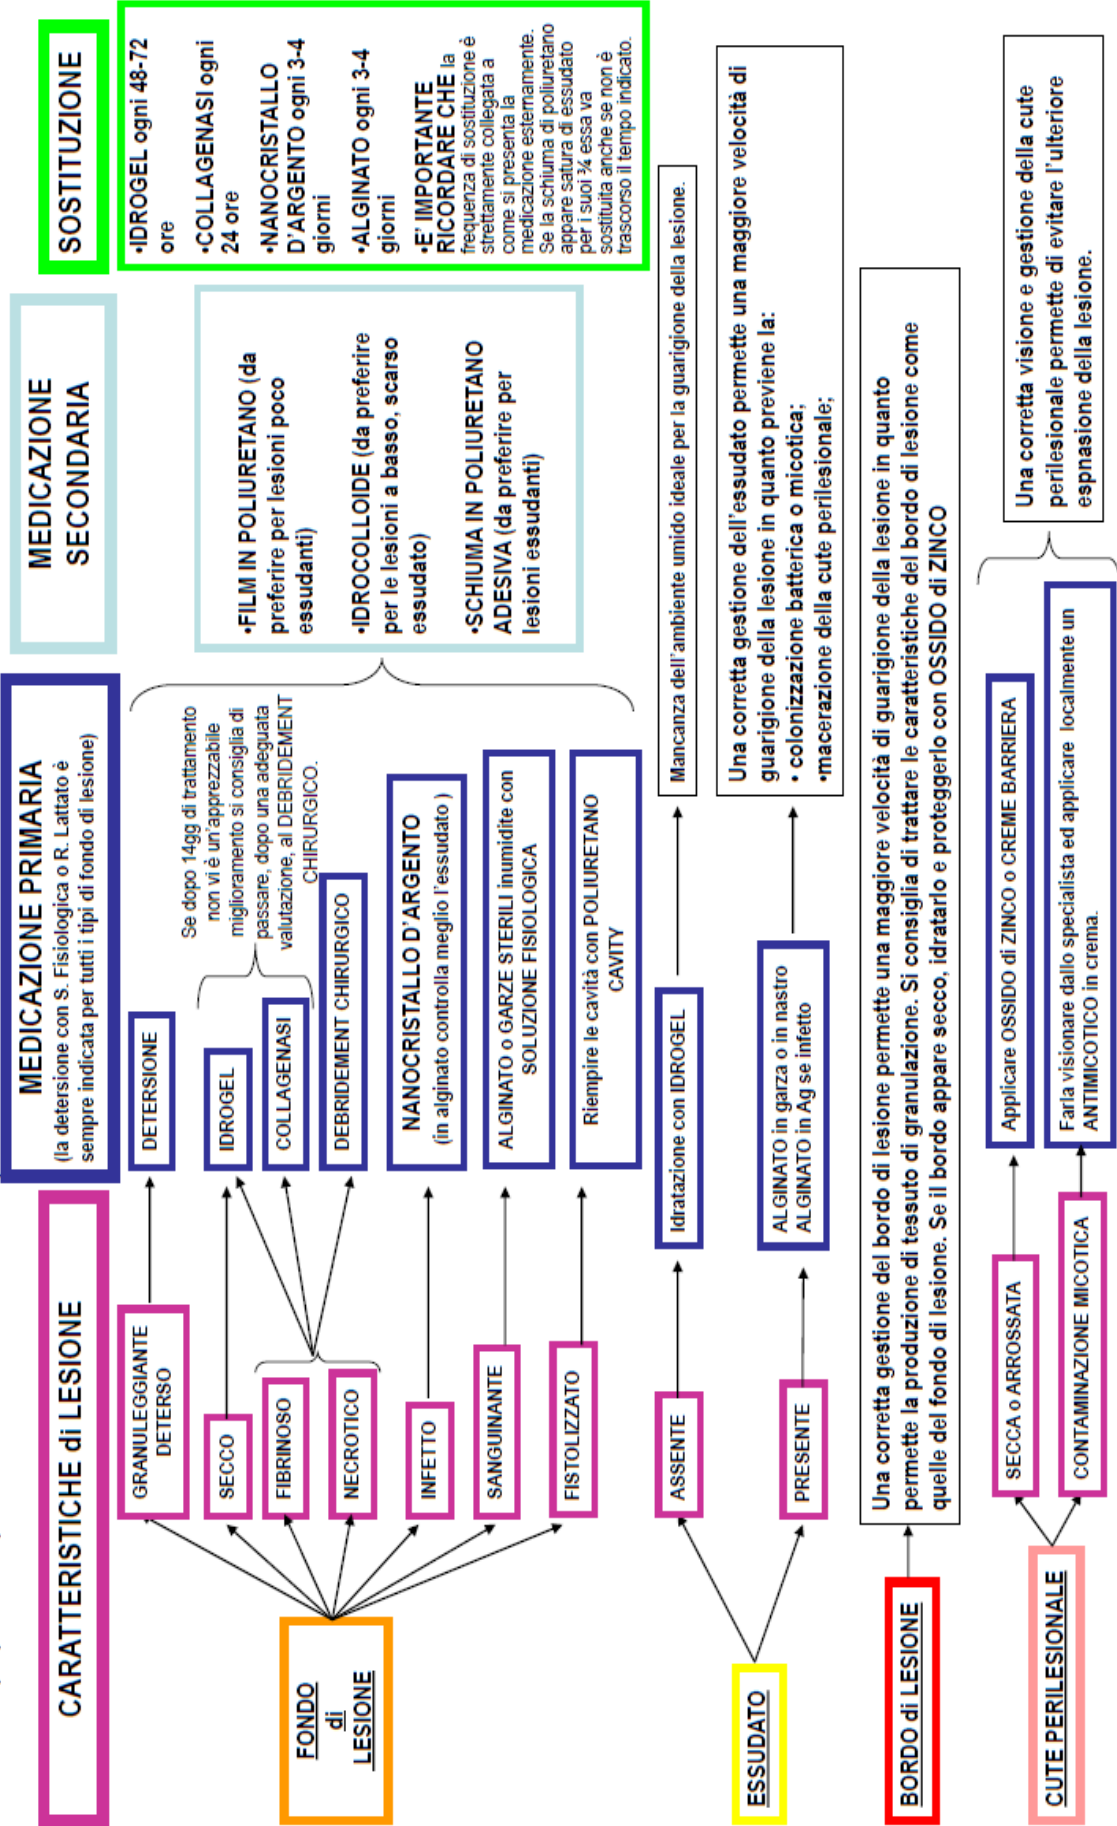 CARATTERISTICHE di LESIONE
MEDICAZIONE PRIMARIA
(la detersione con S. Fisiologica o R. Lattato è
sempre indicata per tutti i tipi di fondo di lesione)
MEDICAZIONE
SECONDARIA
SOSTITUZIONE
FONDO
di
LESIONE
GRANULEGGIANTE
DETERSO
SECCO
FIBRINOSO
NECROTICO
INFETTO
SANGUINANTE
FISTOLIZZATO
DETERSIONE
IDROGEL
COLLAGENASI
DEBRIDEMENT CHIRURGICO
Se dopo 14gg di trattamento
non vi è un'apprezzabile
miglioramento si consiglia di
passare, dopo una adeguata
valutazione, al DEBRIDEMENT
CHIRURGICO.
NANOCRISTALLO D'ARGENTO
(in alginato controlla meglio l'essudato )
ALGINATO o GARZE STERILI inumidite con
SOLUZIONE FISIOLOGICA
Riempire le cavità con POLIURETANO
CAVITY
•FILM IN POLIURETANO (da
preferire per lesioni poco
essudanti)
•IDROCOLLOIDE (da preferire
per le lesioni a basso, scarso
essudato)
•SCHIUMA IN POLIURETANO
ADESIVA (da preferire per
lesioni essudanti)
•IDROGEL ogni 48-72
ore
•COLLAGENASI ogni
24 ore
•NANOCRISTALLO
D'ARGENTO ogni 3-4
giorni
•ALGINATO ogni 3-4
giorni
•E' IMPORTANTE
RICORDARE CHE la
frequenza di sostituzione è
strettamente collegata a
come si presenta la
medicazione esternamente.
Se la schiuma di poliuretano
appare satura di essudato
per i suoi ¾ essa va
sostituita anche se non è
trascorso il tempo indicato.
ESSUDATO
ASSENTE
Idratazione con IDROGEL
Mancanza dell'ambiente umido ideale per la guarigione della lesione.
PRESENTE
ALGINATO in garza o in nastro
ALGINATO in Ag se infetto
Una corretta gestione dell'essudato permette una maggiore velocità di
guarigione della lesione in quanto previene la:
• colonizzazione batterica o micotica;
•macerazione della cute perilesionale;
BORDO di LESIONE
Una corretta gestione del bordo di lesione permette una maggiore velocità di guarigione della lesione in quanto
permette la produzione di tessuto di granulazione. Si consiglia di trattare le caratteristiche del bordo di lesione come
quelle del fondo di lesione. Se il bordo appare secco, idratarlo e proteggerlo con OSSIDO di ZINCO
CUTE PERILESIONALE
SECCA o ARROSSATA
Applicare OSSIDO di ZINCO o CREME BARRIERA
CONTAMINAZIONE MICOTICA
Farla visionare dallo specialista ed applicare localmente un
ANTIMICOTICO in crema.
Una corretta visione e gestione della cute
perilesionale permette di evitare l'ulteriore
espnasione della lesione.